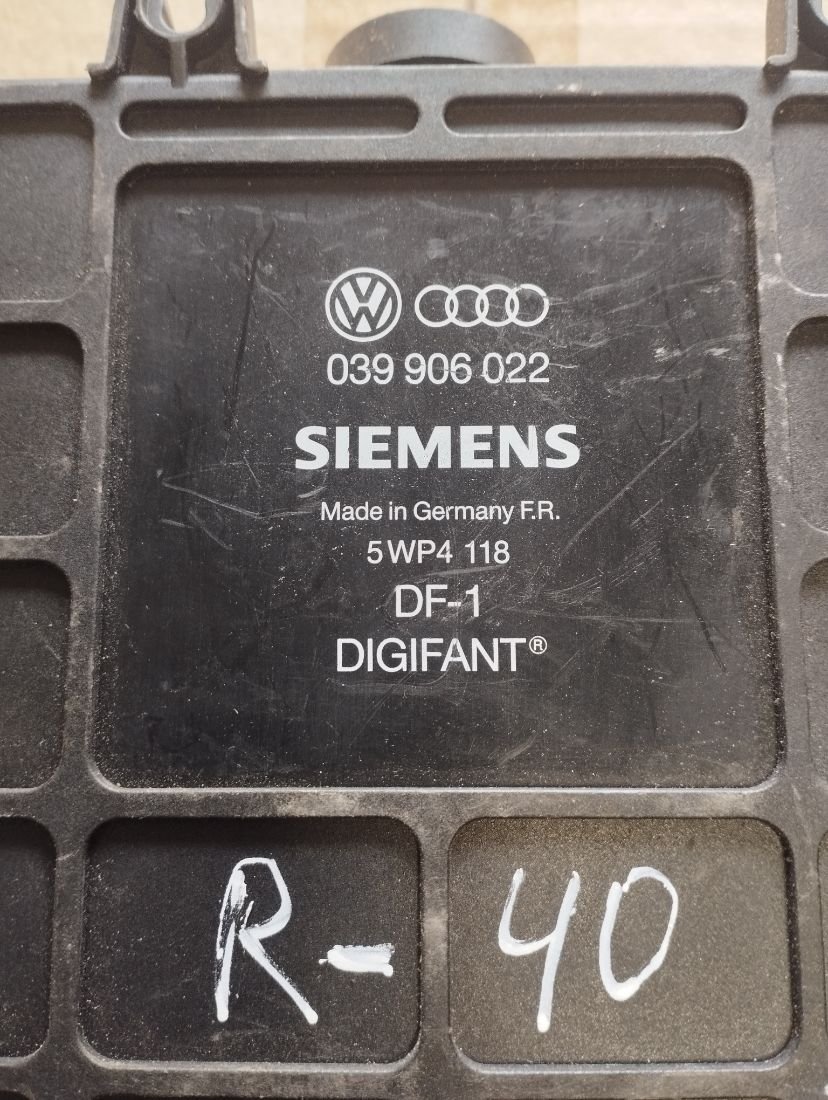 039 906 022
SIEMENS
Made in Germany F.R.
5WP4 118
DF-1
DIGIFANT®
R-40